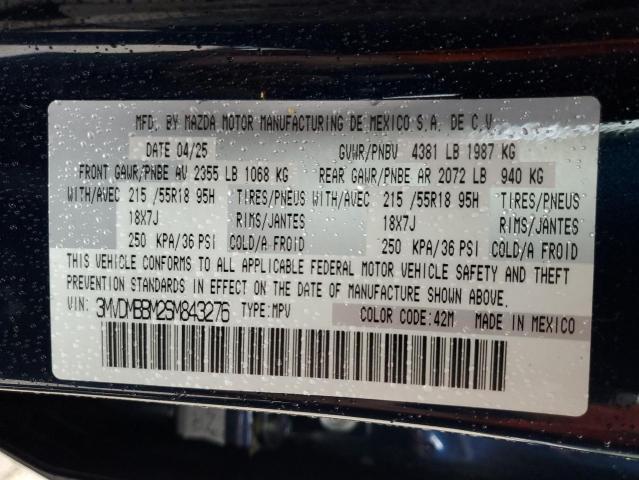 MFD. BY MAZDA MOTOR MANUFACTURING DE MEXICO S.A. DE C.V.
DATE 04/25 GVWR/PNBV 4381 LB 1987 KG
FRONT GAWR/PNBE AV 2355 LB 1068 KG REAR GAWR/PNBE AR 2072 LB 940 KG
WITH/AVEC 215 /55R18 95H TIRES/PNEUS WITH/AVEC 215 /55R18 95H TIRES/PNEUS
18X7J RIMS/JANTES 18X7J RIMS/JANTES
250 KPA/36 PSI COLD/A FROID 250 KPA/36 PSI COLD/A FROID
THIS VEHICLE CONFORMS TO ALL APPLICABLE FEDERAL MOTOR VEHICLE SAFETY AND THEFT
PREVENTION STANDARDS IN EFFECT ON THE DATE OF MANUFACTURE SHOWN ABOVE.
VIN: 3MVDMBBM2SM843276 TYPE:MPV COLOR CODE:42M MADE IN MEXICO